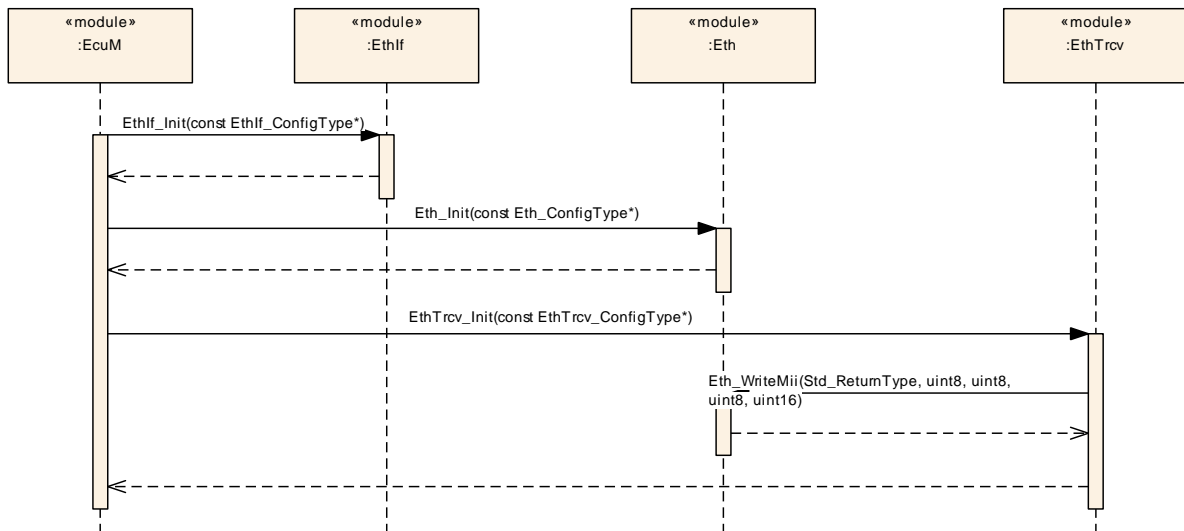 «module»
:EcuM
«module»
:EthIf
«module»
:Eth
«module»
:EthTrcv
EthIf_Init(const EthIf_ConfigType*)
Eth_Init(const Eth_ConfigType*)
EthTrcv_Init(const EthTrcv_ConfigType*)
Eth_WriteMii(Std_ReturnType, uint8, uint8,
uint8, uint16)